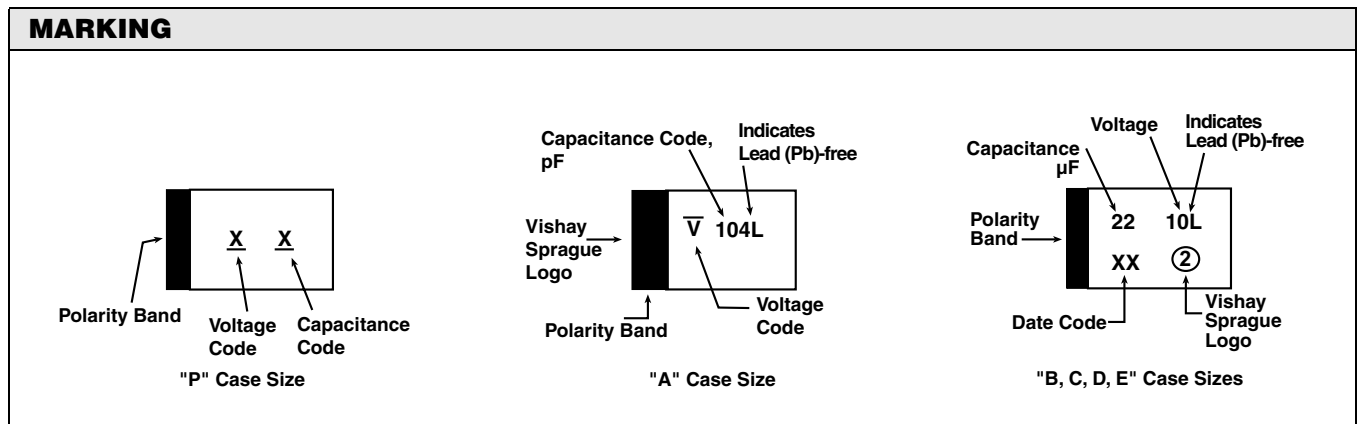 MARKING
X X
Polarity Band
Voltage
Code
Capacitance
Code
"P" Case Size
Capacitance Code,
pF
Indicates
Lead (Pb)-free
Vishay
Sprague
Logo
V 104L
Polarity Band
Voltage
Code
"A" Case Size
Capacitance
µF
Voltage
Indicates
Lead (Pb)-free
Polarity
Band
22 10L
XX 2
Date Code
Vishay
Sprague
Logo
"B, C, D, E" Case Sizes